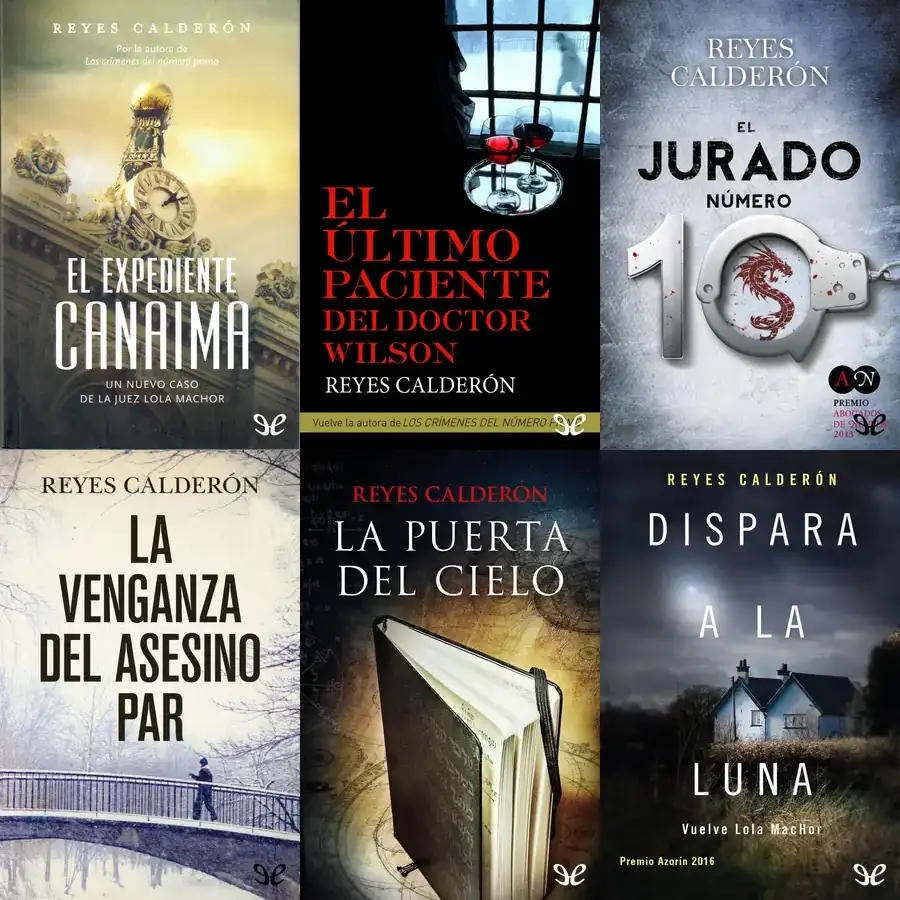 REYES CALDERÓN
Por la autora de
Los crímenes del número primo
EL EXPEDIENTE
CANAIMA
UN NUEVO CASO
DE LA JUEZ LOLA MACHOR
EL
ÚLTIMO
PACIENTE
DEL DOCTOR
WILSON
REYES CALDERÓN
Vuelve la autora de LOS CRÍMENES DEL NÚMERO
REYES
CALDERÓN
EL
JURADO
NÚMERO
10
AN
PREMIO
ABOGADOS
DE
2013
REYES CALDERÓN
LA
VENGANZA
DEL ASESINO
PAR
REYES CALDERÓN
LA PUERTA
DEL CIELO
REYES CALDERÓN
DISPARA
A LA
LUNA
Vuelve Lola MacHor
Premio Azorín 2016